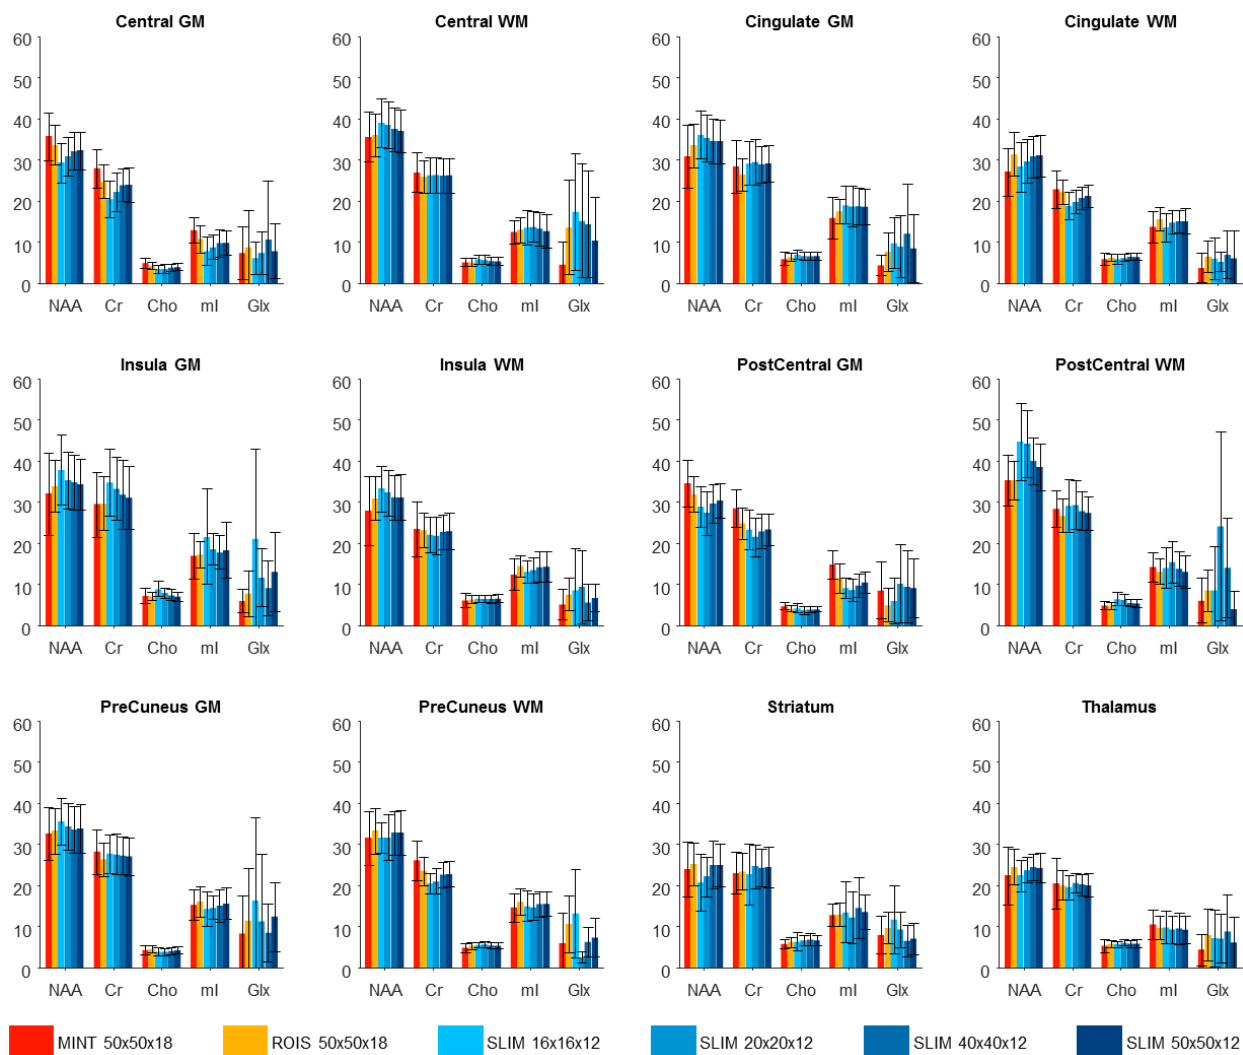 Central GM
Central WM
Cingulate GM
Cingulate WM
60
50
40
30
20
10
0
NAA Cr Cho mI Glx
60
50
40
30
20
10
0
NAA Cr Cho mI Glx
60
50
40
30
20
10
0
NAA Cr Cho mI Glx
60
50
40
30
20
10
0
NAA Cr Cho mI Glx
Insula GM
Insula WM
PostCentral GM
PostCentral WM
60
50
40
30
20
10
0
NAA Cr Cho mI Glx
60
50
40
30
20
10
0
NAA Cr Cho mI Glx
60
50
40
30
20
10
0
NAA Cr Cho mI Glx
60
50
40
30
20
10
0
NAA Cr Cho mI Glx
PreCuneus GM
PreCuneus WM
Striatum
Thalamus
60
50
40
30
20
10
0
NAA Cr Cho mI Glx
60
50
40
30
20
10
0
NAA Cr Cho mI Glx
60
50
40
30
20
10
0
NAA Cr Cho mI Glx
60
50
40
30
20
10
0
NAA Cr Cho mI Glx
MINT 50x50x18
ROIS 50x50x18
SLIM 16x16x12
SLIM 20x20x12
SLIM 40x40x12
SLIM 50x50x12